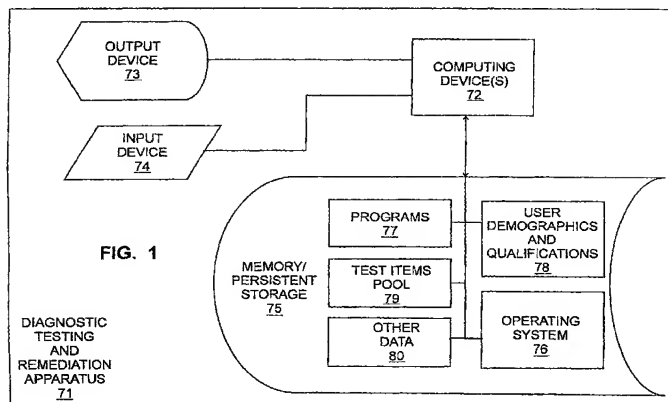 OUTPUT
DEVICE
73
COMPUTING
DEVICE(S)
72
INPUT
DEVICE
74
PROGRAMS
77
USER
DEMOGRAPHICS
AND
QUALIFICATIONS
78
FIG. 1
MEMORY/
PERSISTENT
STORAGE
75
TEST ITEMS
POOL
79
OPERATING
SYSTEM
76
OTHER
DATA
80
DIAGNOSTIC
TESTING
AND
REMEDIATION
APPARATUS
71